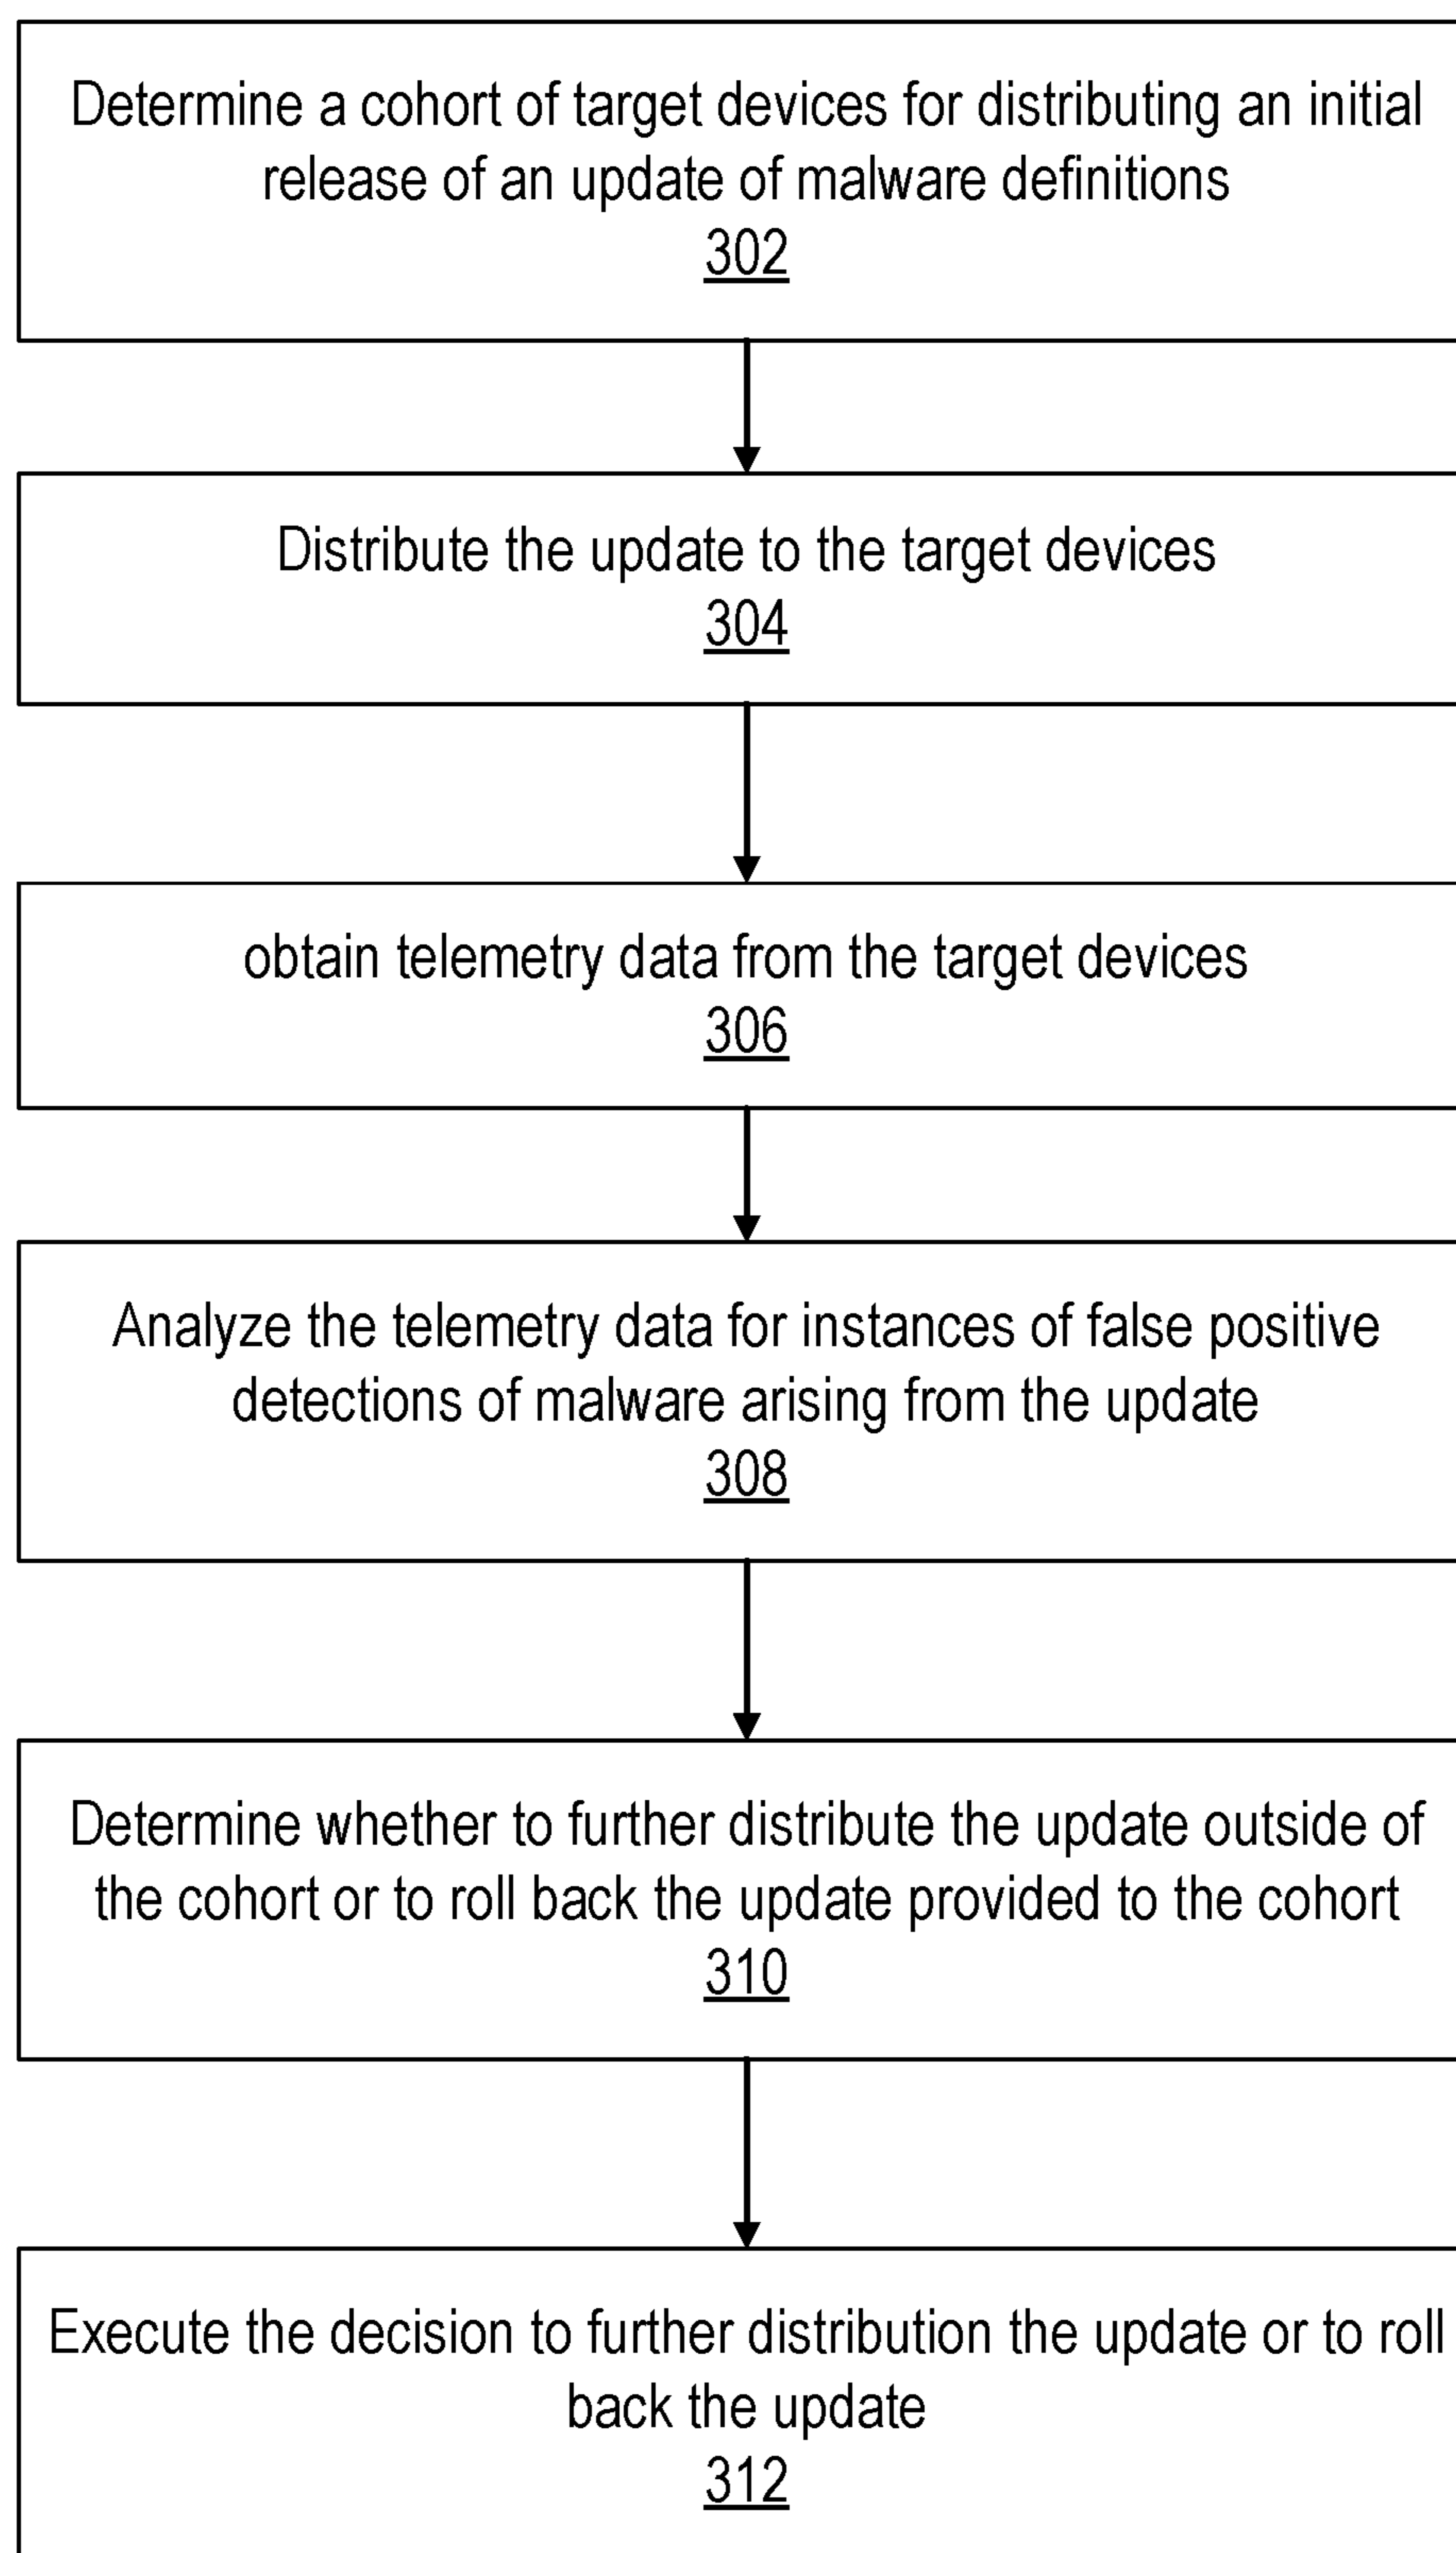 Determine a cohort of target devices for distributing an initial
release of an update of malware definitions
302
Distribute the update to the target devices
304
obtain telemetry data from the target devices
306
Analyze the telemetry data for instances of false positive
detections of malware arising from the update
308
Determine whether to further distribute the update outside of
the cohort or to roll back the update provided to the cohort
310
Execute the decision to further distribution the update or to roll
back the update
312